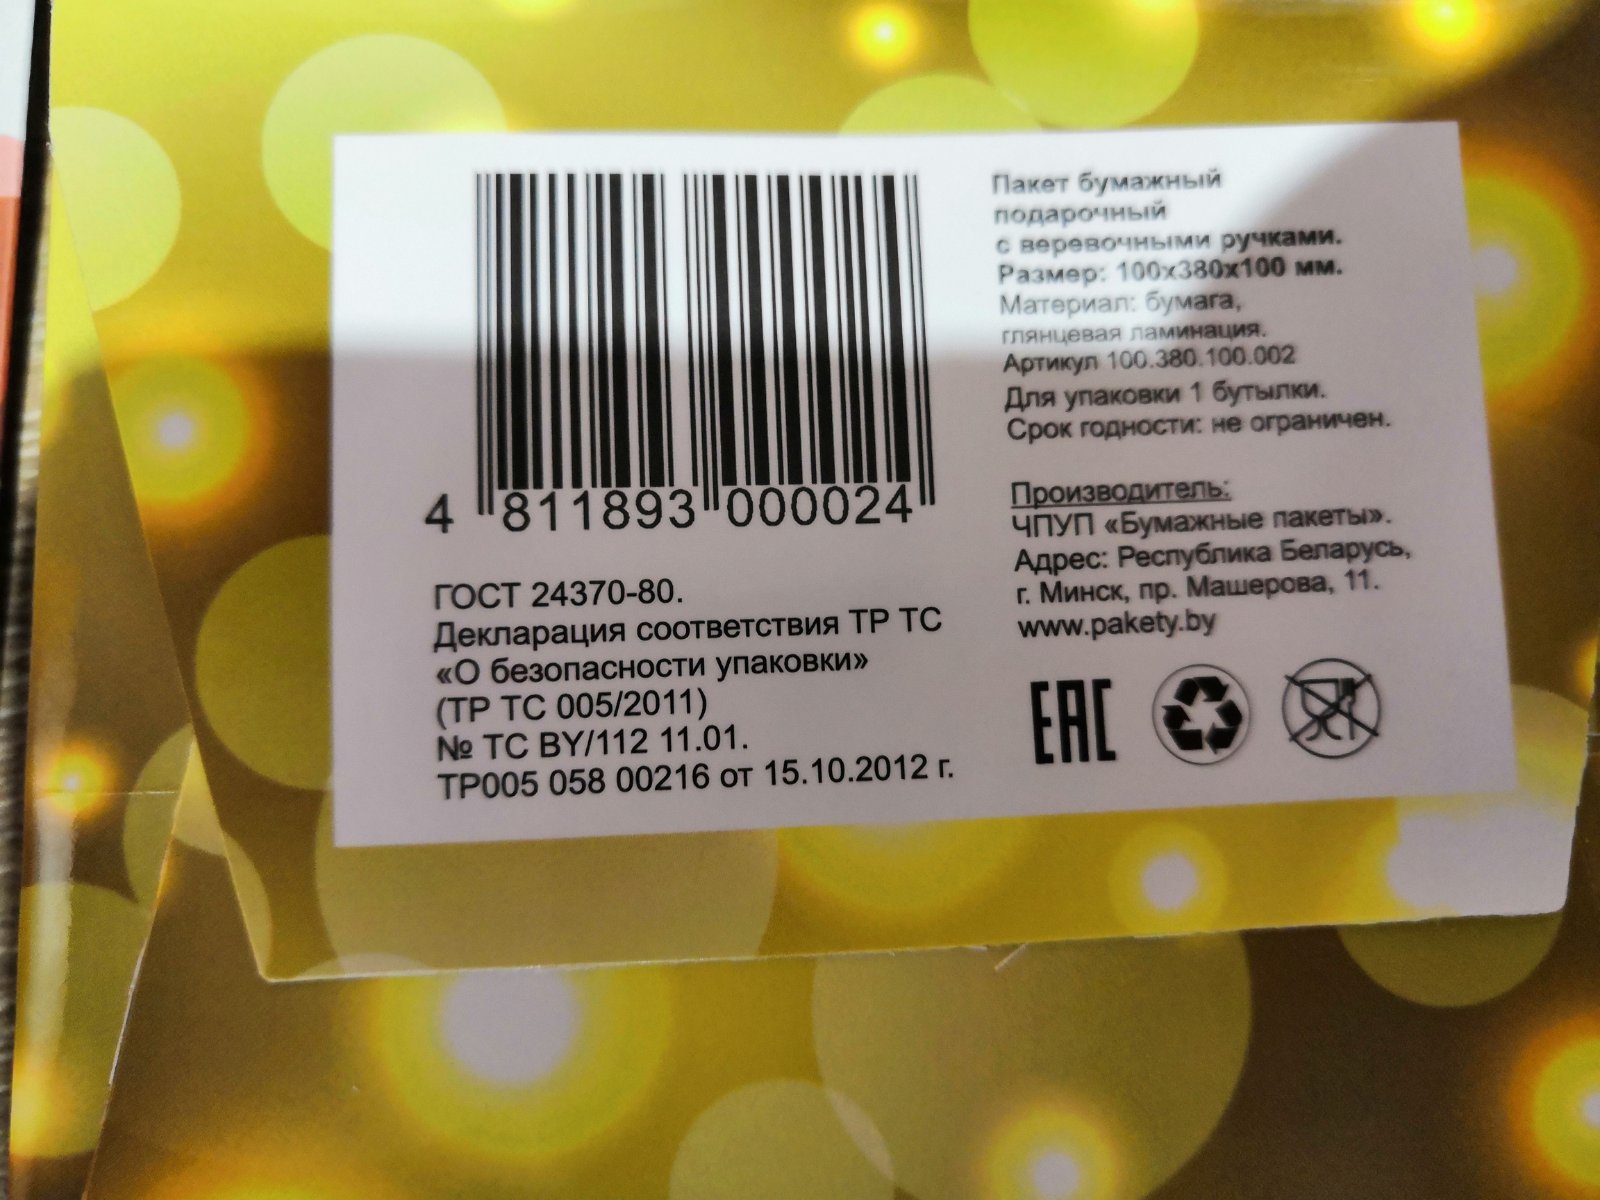 4 811893 000024
ГОСТ 24370-80.
Декларация соответствия ТР ТС
«О безопасности упаковки»
(ТР ТС 005/2011)
№ ТС BY/112 11.01.
ТР005 058 00216 от 15.10.2012 г.
Пакет бумажный
подарочный
с веревочными ручками.
Размер: 100х380х100 мм.
Материал: бумага,
глянцевая ламинация.
Артикул 100.380.100.002
Для упаковки 1 бутылки.
Срок годности: не ограничен.
Производитель:
ЧПУП «Бумажные пакеты».
Адрес: Республика Беларусь,
г. Минск, пр. Машерова, 11.
www.pakety.by
EAC